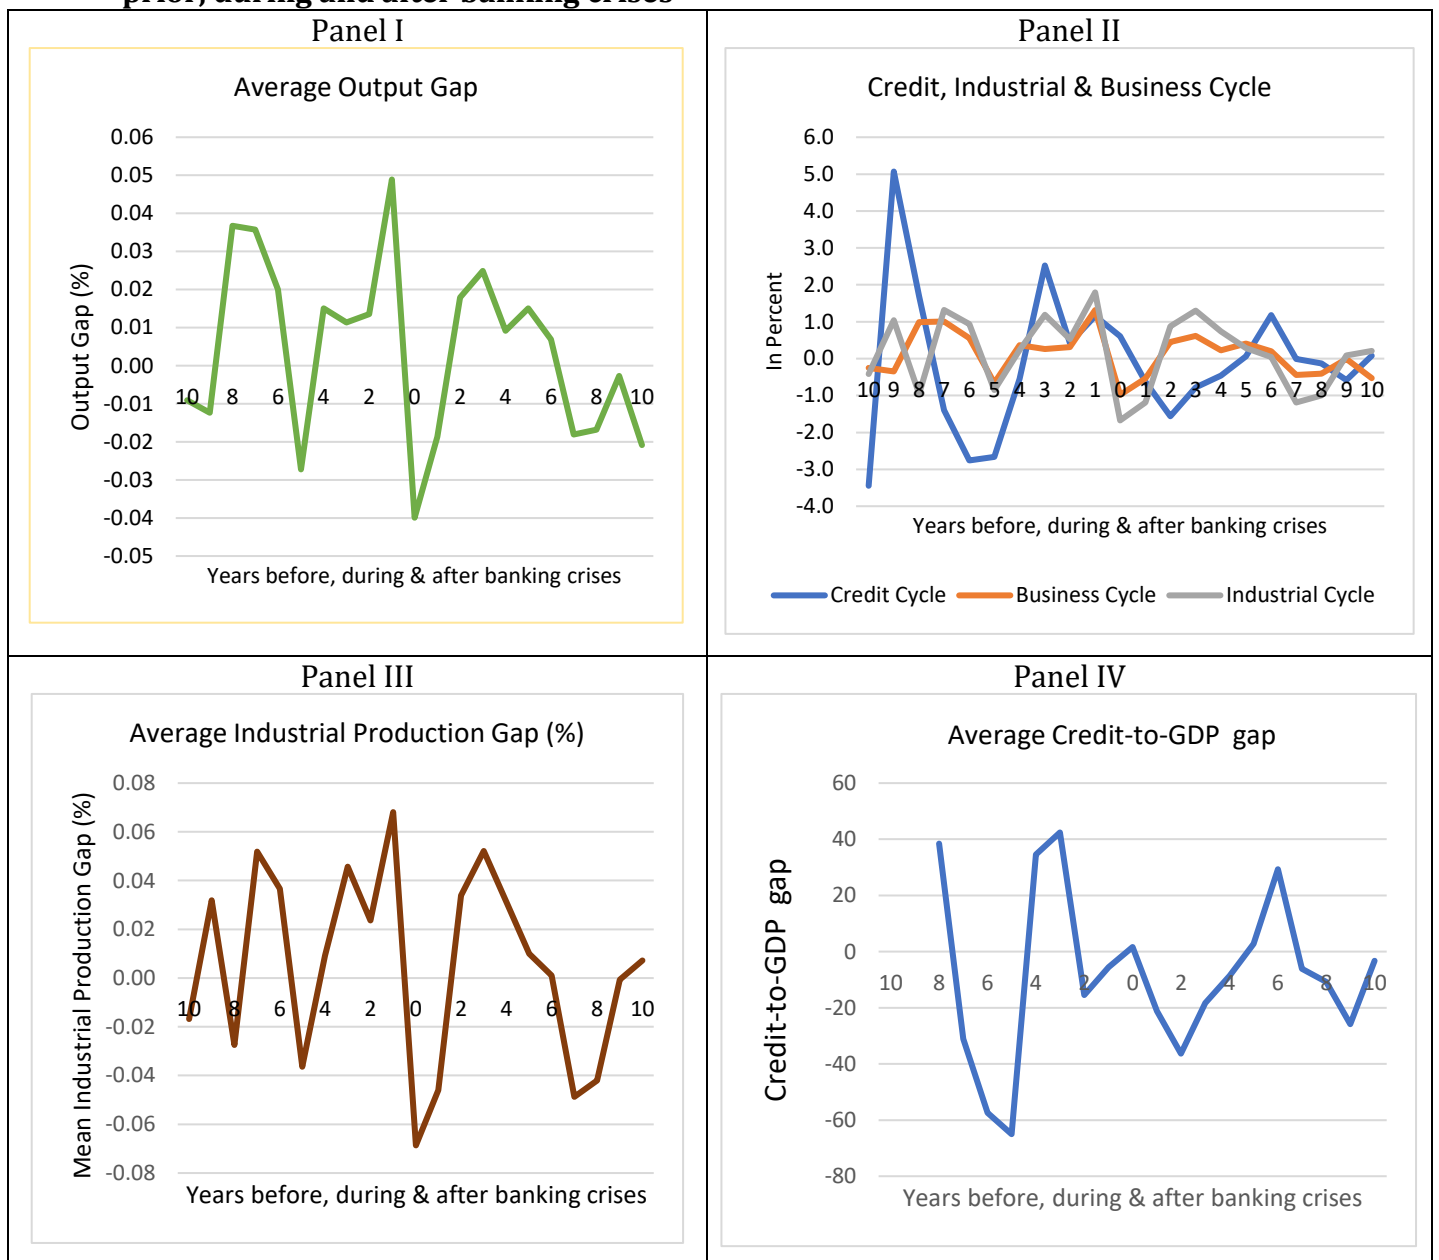 prior, during and after banking crises
Panel I
Average Output Gap
0.06
0.05
0.04
0.03
0.02
0.01
0.00
-0.01
-0.02
-0.03
-0.04
-0.05
Output Gap (%)
10 8 6 4 2 0 2 4 6 8 10
Years before, during & after banking crises
Panel II
Credit, Industrial & Business Cycle
6.0
5.0
4.0
3.0
2.0
1.0
0.0
-1.0
-2.0
-3.0
-4.0
In Percent
10 9 8 7 6 5 4 3 2 1 0 1 2 3 4 5 6 7 8 9 10
Years before, during & after banking crises
Credit Cycle Business Cycle Industrial Cycle
Panel III
Average Industrial Production Gap (%)
0.08
0.06
0.04
0.02
0.00
-0.02
-0.04
-0.06
-0.08
Mean Industrial Production Gap (%)
10 8 6 4 2 0 2 4 6 8 10
Years before, during & after banking crises
Panel IV
Average Credit-to-GDP gap
60
40
20
0
-20
-40
-60
-80
Credit-to-GDP gap
10 8 6 4 2 0 2 4 6 8 10
Years before, during & after banking crises